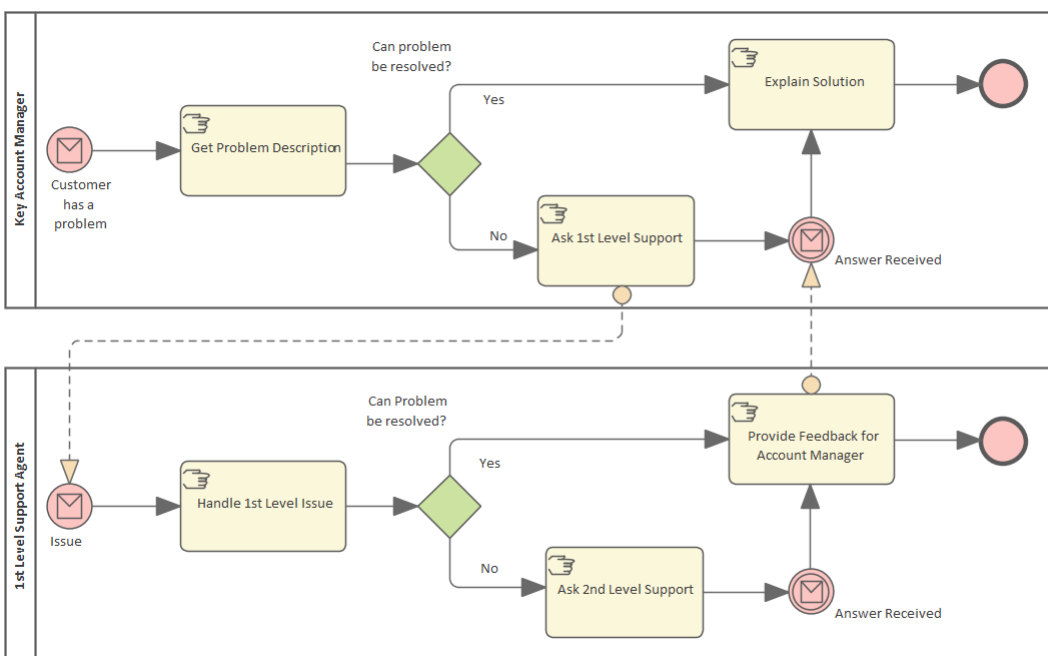 Key Account Manager
Can problem
be resolved?
Yes
Explain Solution
Get Problem Description
Customer
has a
problem
No
Ask 1st Level Support
Answer Received
1st Level Support Agent
Can Problem
be resolved?
Yes
Provide Feedback for
Account Manager
Handle 1st Level Issue
Issue
No
Ask 2nd Level Support
Answer Received